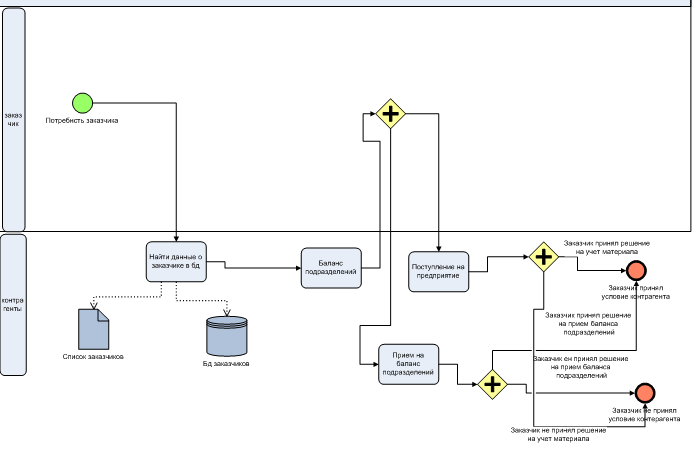 заказ
чик
Потребнсть заказчика
Найти данные о
заказчике в бд
Баланс
подразделений
Поступление на
предприятие
Заказчик принял решение
на учет материала
Заказчик принял
условие контрагента
контра
генты
Заказчик принял решение
на прием баланса
подразделений
Список заказчиков
Бд заказчиков
Прием на
баланс
подразделений
Заказчик ен принял решение
на прием баланса
подразделений
Заказчик не принял
условие контерагента
Заказчик не принял решение
на учет материала